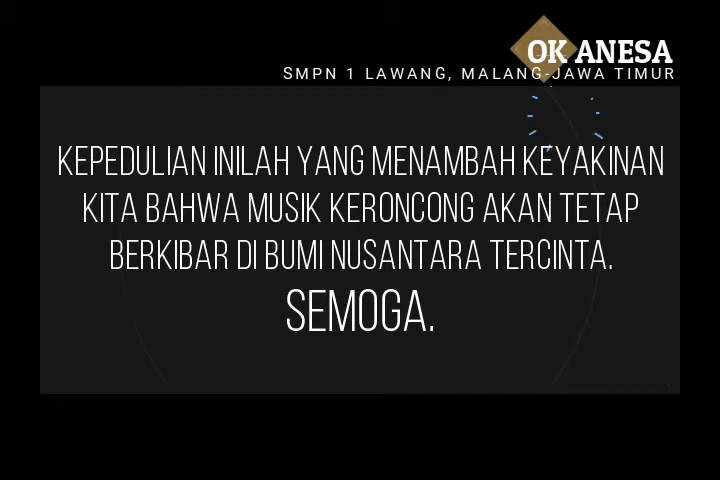 OK ANESA
SMPN 1 LAWANG, MALANG-JAWA TIMUR
KEPEDULIAN INILAH YANG MENAMBAH KEYAKINAN
KITA BAHWA MUSIK KERONCONG AKAN TETAP
BERKIBAR DI BUMI NUSANTARA TERCINTA.
SEMOGA.